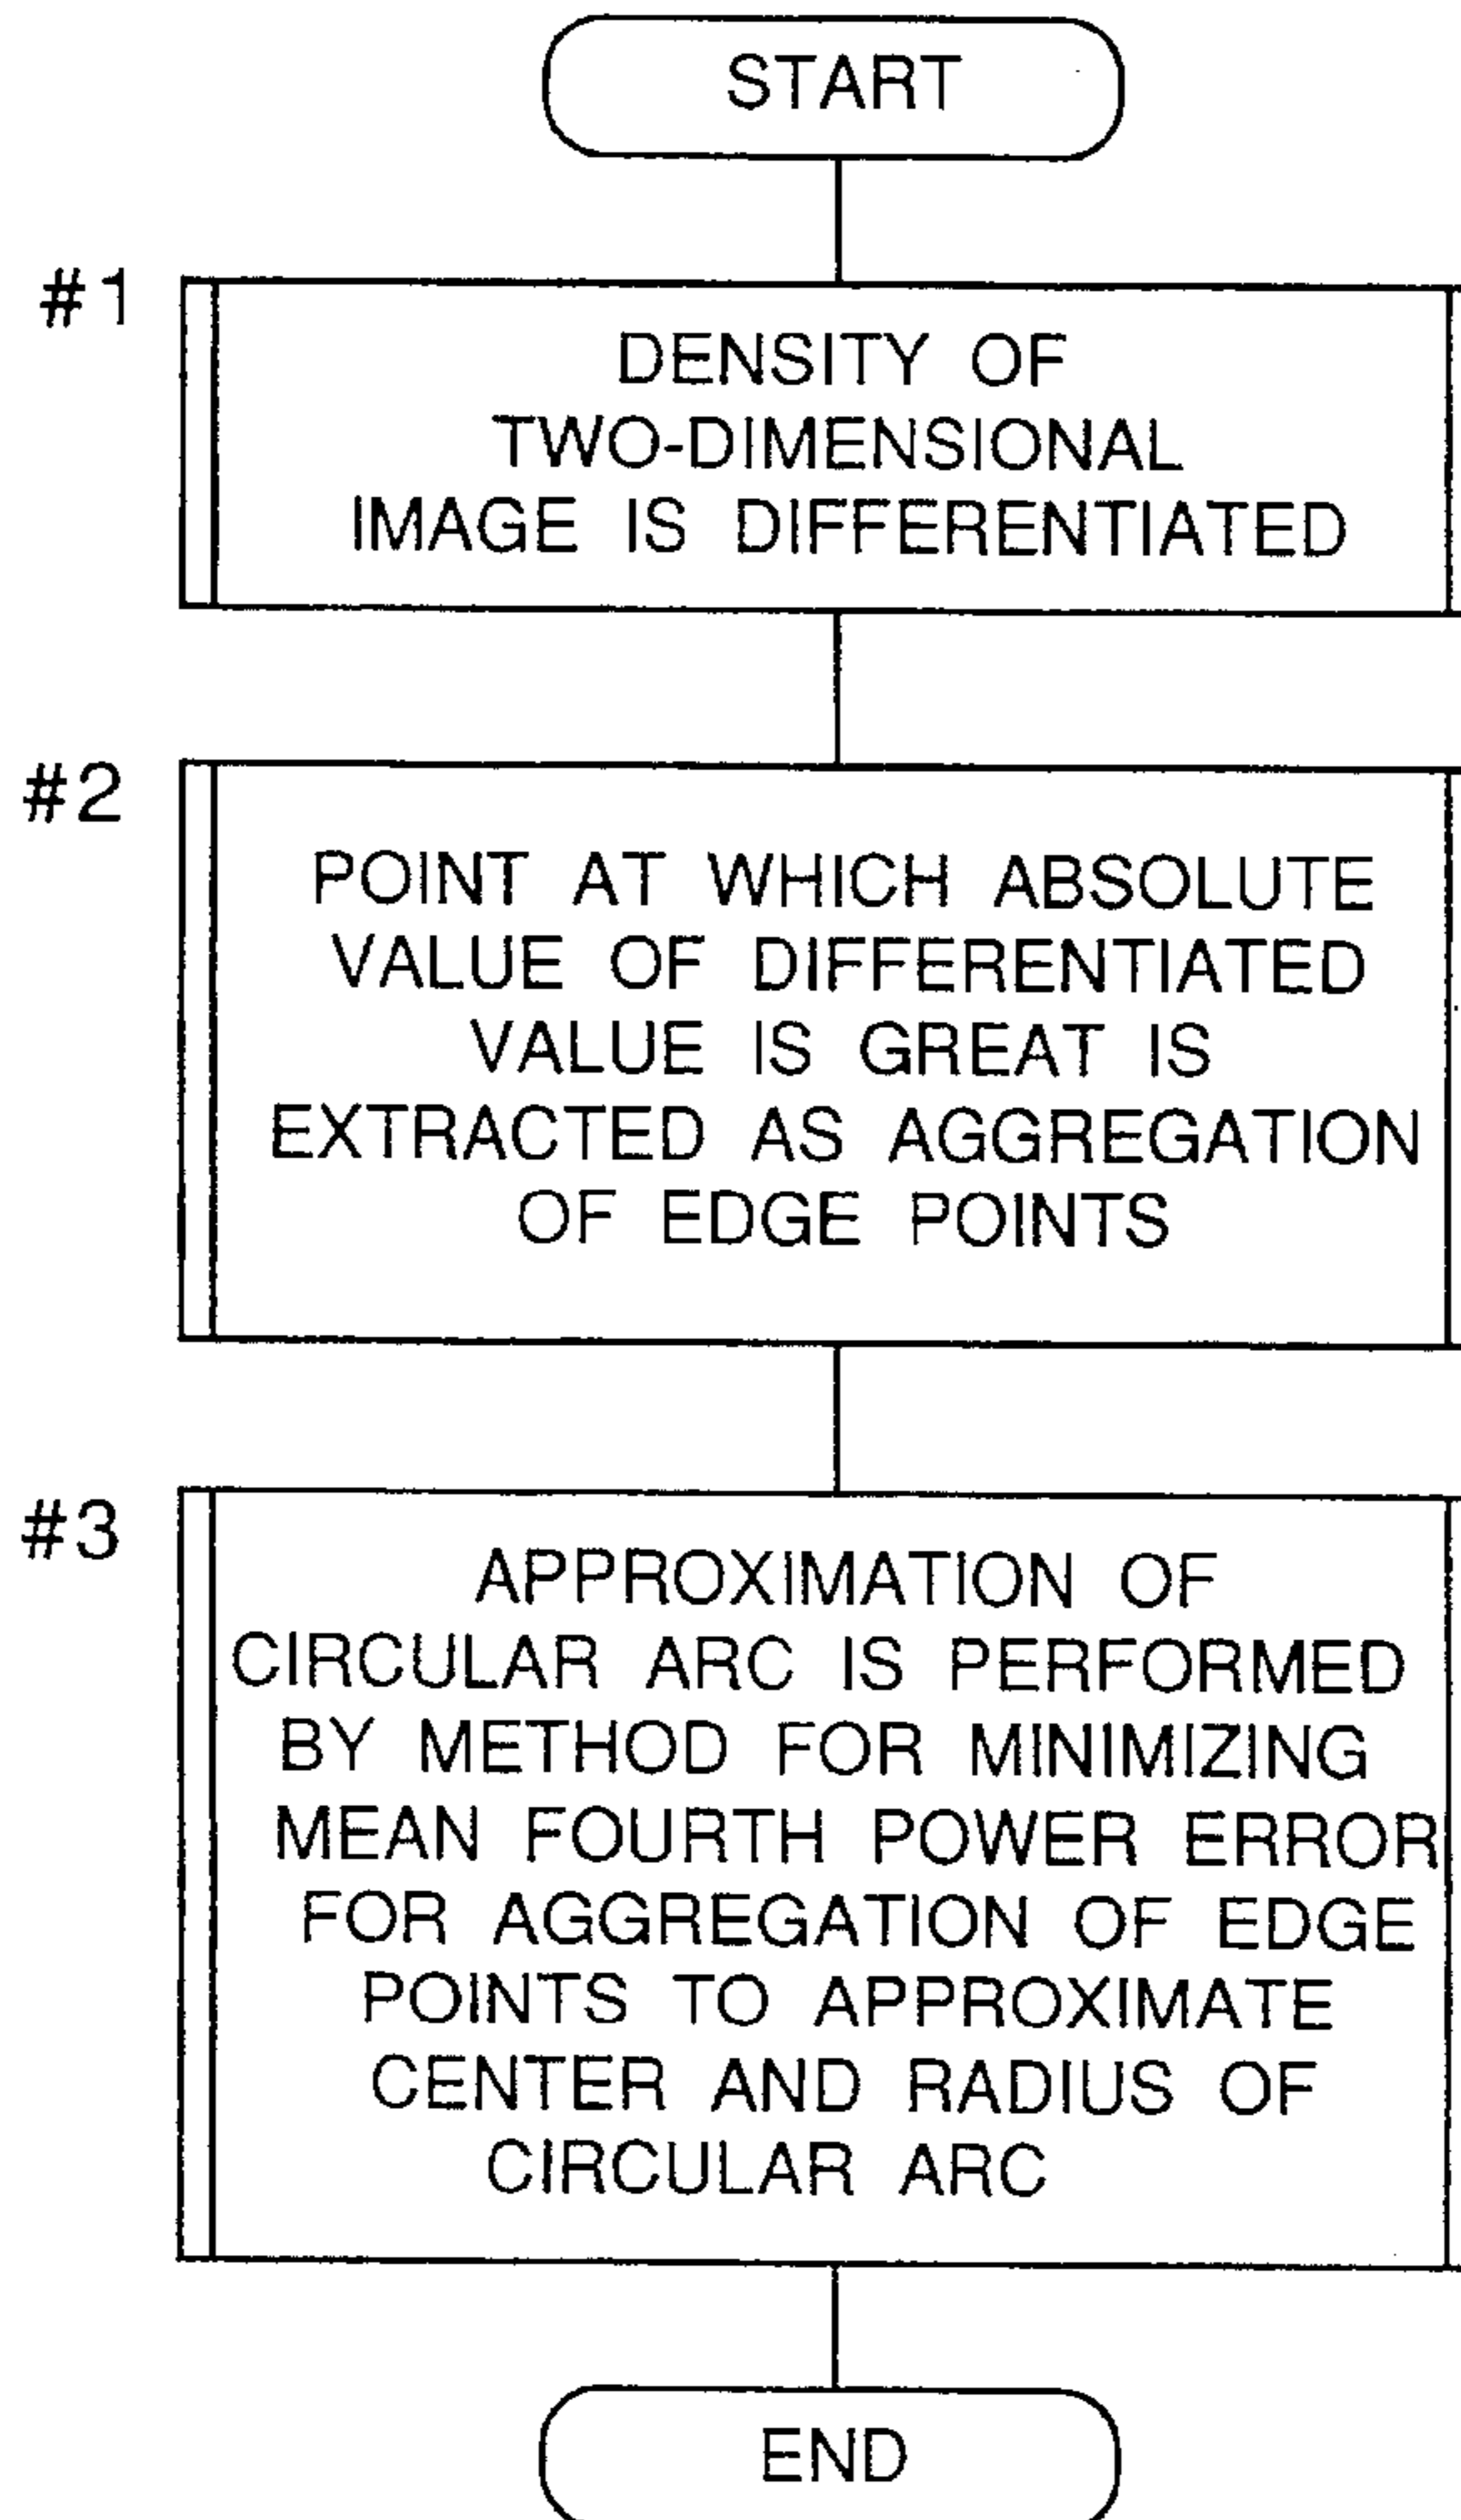 START
#1
DENSITY OF
TWO-DIMENSIONAL
IMAGE IS DIFFERENTIATED
#2
POINT AT WHICH ABSOLUTE
VALUE OF DIFFERENTIATED
VALUE IS GREAT IS
EXTRACTED AS AGGREGATION
OF EDGE POINTS
#3
APPROXIMATION OF
CIRCULAR ARC IS PERFORMED
BY METHOD FOR MINIMIZING
MEAN FOURTH POWER ERROR
FOR AGGREGATION OF EDGE
POINTS TO APPROXIMATE
CENTER AND RADIUS OF
CIRCULAR ARC
END